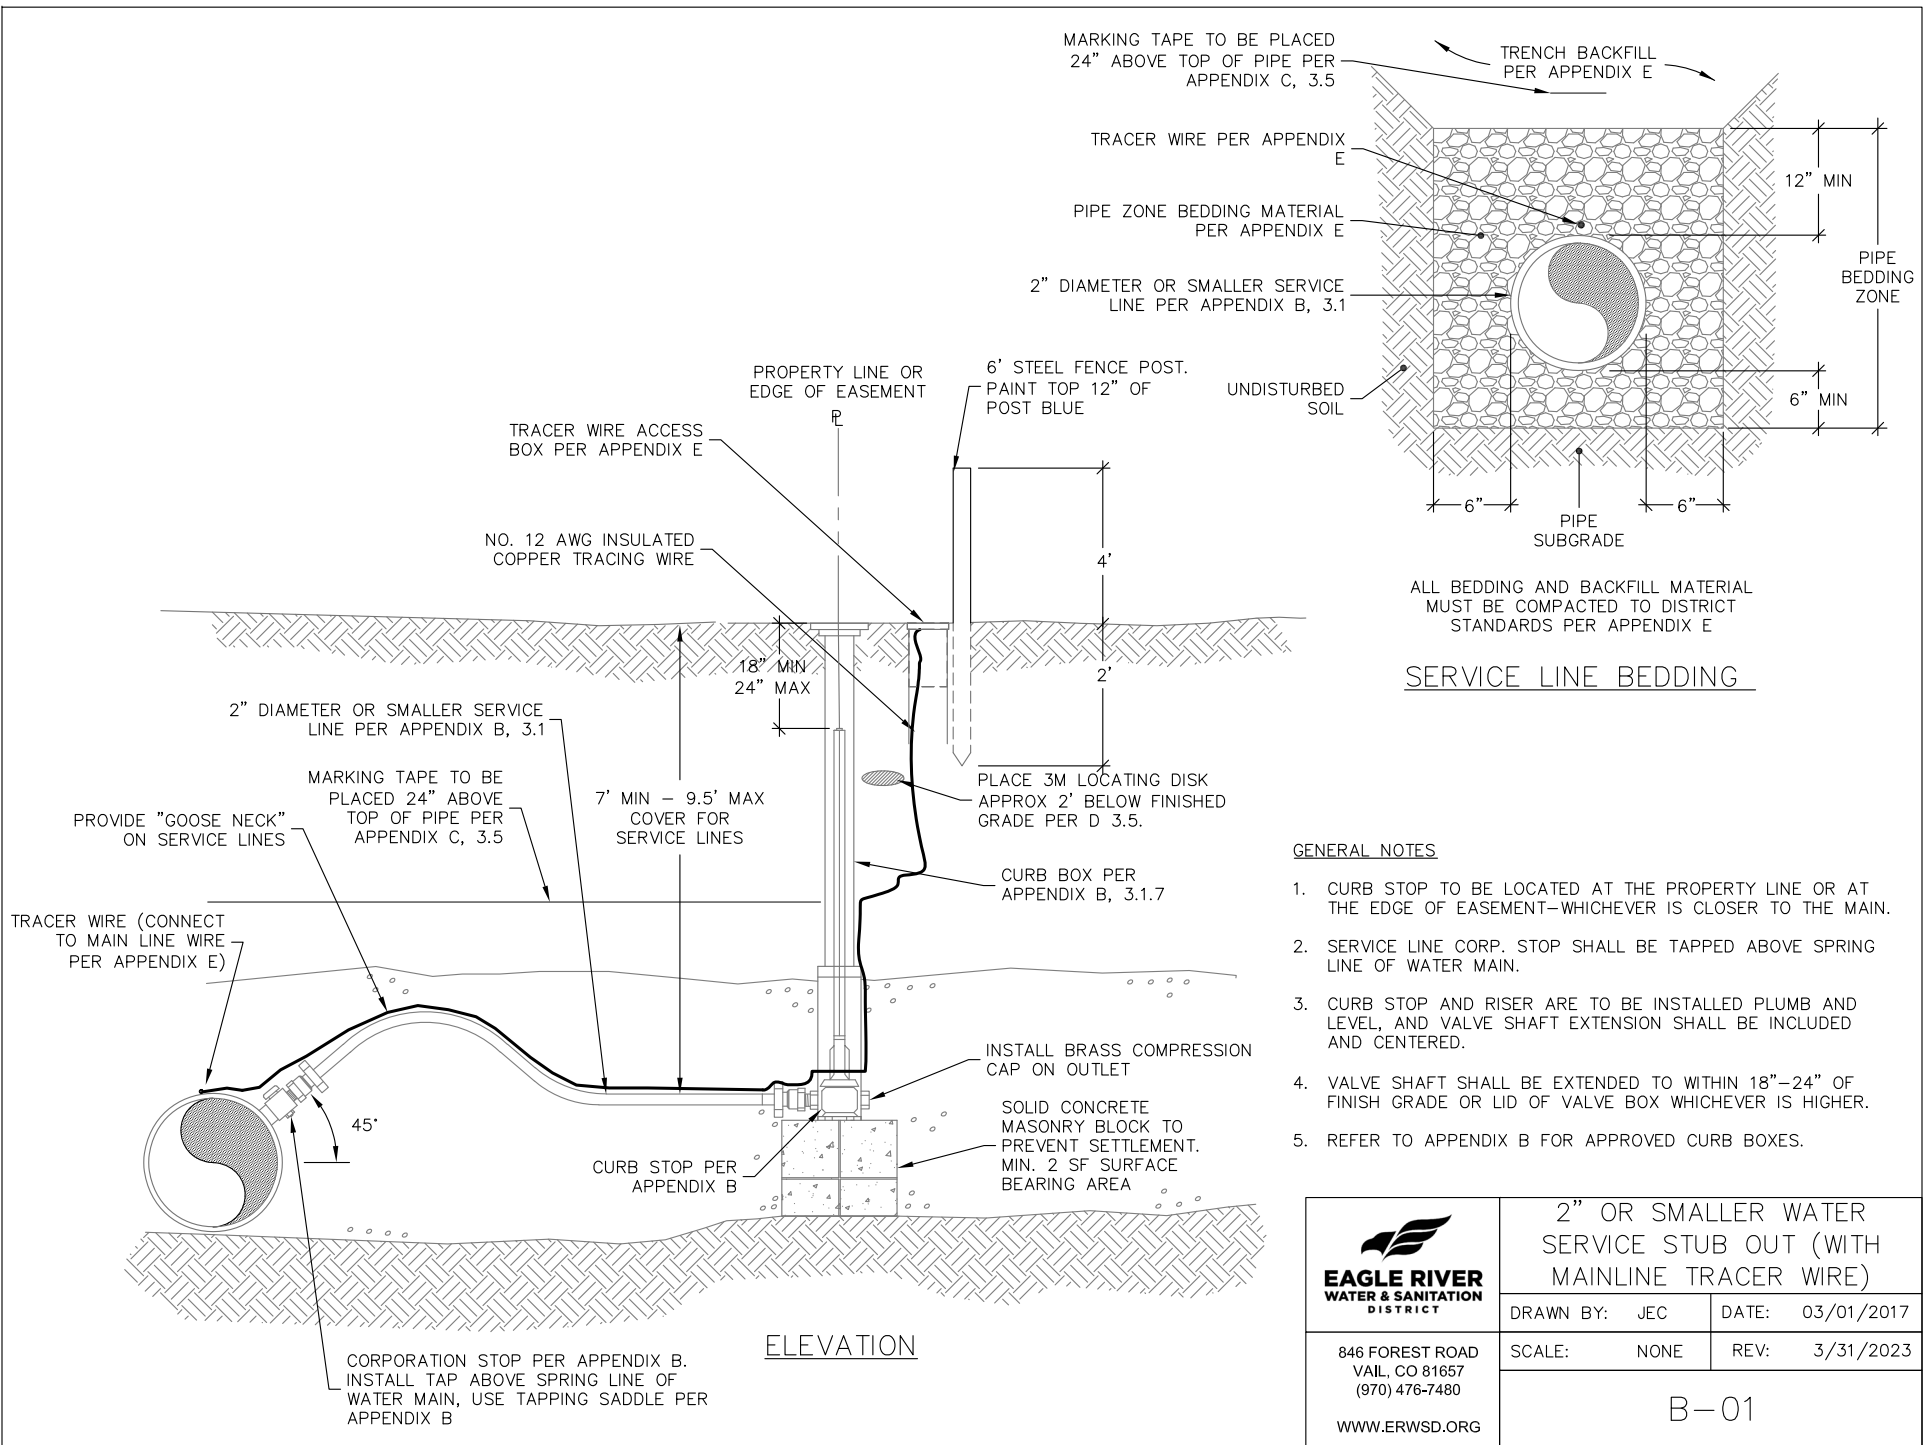 MARKING TAPE TO BE PLACED
24" ABOVE TOP OF PIPE PER
APPENDIX C, 3.5
TRENCH BACKFILL
PER APPENDIX E
TRACER WIRE PER APPENDIX
E
PIPE ZONE BEDDING MATERIAL
PER APPENDIX E
2" DIAMETER OR SMALLER SERVICE
LINE PER APPENDIX B, 3.1
UNDISTURBED
SOIL
12" MIN
PIPE
BEDDING
ZONE
6" MIN
6"
6"
PIPE
SUBGRADE
ALL BEDDING AND BACKFILL MATERIAL
MUST BE COMPACTED TO DISTRICT
STANDARDS PER APPENDIX E
SERVICE LINE BEDDING
PROPERTY LINE OR
EDGE OF EASEMENT
PL
6' STEEL FENCE POST.
PAINT TOP 12" OF
POST BLUE
TRACER WIRE ACCESS
BOX PER APPENDIX E
NO. 12 AWG INSULATED
COPPER TRACING WIRE
4'
2'
18" MIN
24" MAX
2" DIAMETER OR SMALLER SERVICE
LINE PER APPENDIX B, 3.1
MARKING TAPE TO BE
PLACED 24" ABOVE
TOP OF PIPE PER
APPENDIX C, 3.5
PROVIDE "GOOSE NECK"
ON SERVICE LINES
7' MIN – 9.5' MAX
COVER FOR
SERVICE LINES
PLACE 3M LOCATING DISK
APPROX 2' BELOW FINISHED
GRADE PER D 3.5.
CURB BOX PER
APPENDIX B, 3.1.7
TRACER WIRE (CONNECT
TO MAIN LINE WIRE
PER APPENDIX E)
INSTALL BRASS COMPRESSION
CAP ON OUTLET
SOLID CONCRETE
MASONRY BLOCK TO
PREVENT SETTLEMENT.
MIN. 2 SF SURFACE
BEARING AREA
45°
CURB STOP PER
APPENDIX B
CORPORATION STOP PER APPENDIX B.
INSTALL TAP ABOVE SPRING LINE OF
WATER MAIN, USE TAPPING SADDLE PER
APPENDIX B
ELEVATION
GENERAL NOTES
1. CURB STOP TO BE LOCATED AT THE PROPERTY LINE OR AT
THE EDGE OF EASEMENT–WHICHEVER IS CLOSER TO THE MAIN.
2. SERVICE LINE CORP. STOP SHALL BE TAPPED ABOVE SPRING
LINE OF WATER MAIN.
3. CURB STOP AND RISER ARE TO BE INSTALLED PLUMB AND
LEVEL, AND VALVE SHAFT EXTENSION SHALL BE INCLUDED
AND CENTERED.
4. VALVE SHAFT SHALL BE EXTENDED TO WITHIN 18"–24" OF
FINISH GRADE OR LID OF VALVE BOX WHICHEVER IS HIGHER.
5. REFER TO APPENDIX B FOR APPROVED CURB BOXES.
EAGLE RIVER
WATER & SANITATION
DISTRICT
846 FOREST ROAD
VAIL, CO 81657
(970) 476-7480
WWW.ERWSD.ORG
2" OR SMALLER WATER
SERVICE STUB OUT (WITH
MAINLINE TRACER WIRE)
DRAWN BY: JEC
DATE: 03/01/2017
SCALE: NONE
REV: 3/31/2023
B–01